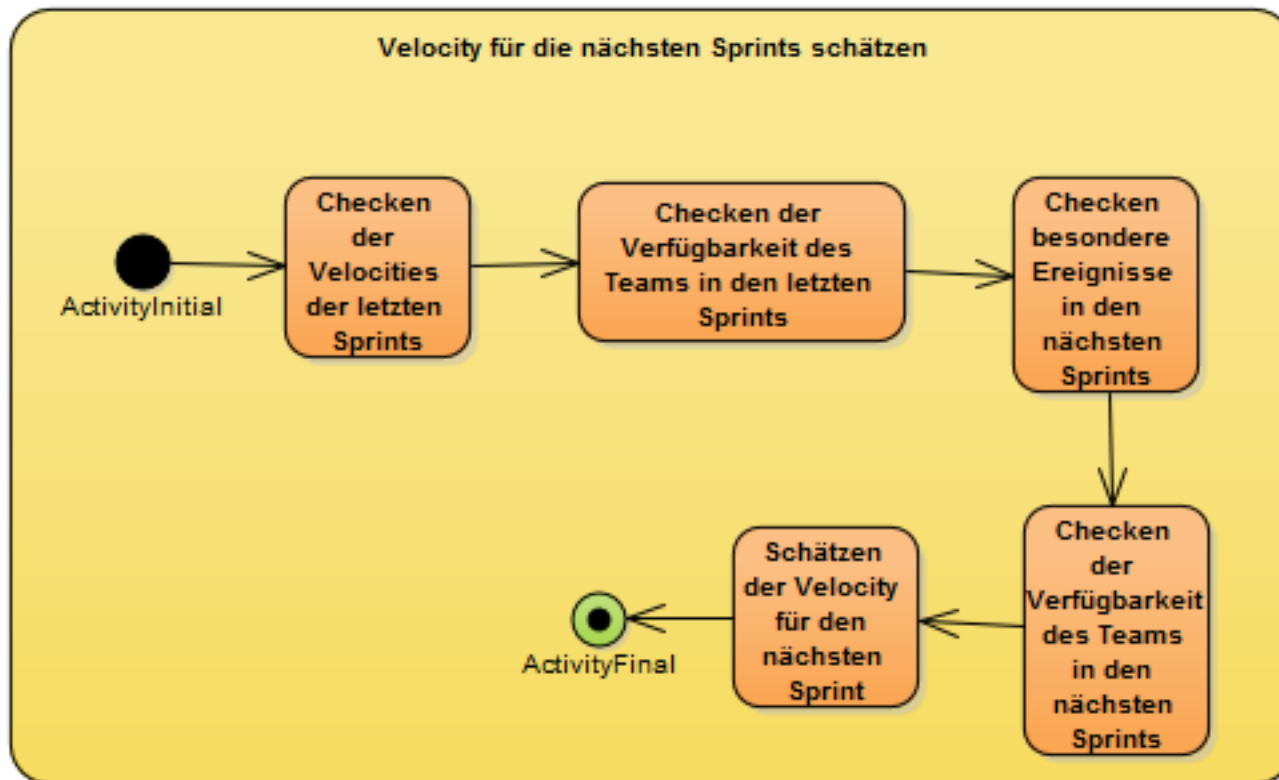 Velocity für die nächsten Sprints schätzen
ActivityInitial
Checken
der
Velocities
der letzten
Sprints
Checken der
Verfügbarkeit des
Teams in den letzten
Sprints
Checken
besondere
Ereignisse
in den
nächsten
Sprints
Checken
der
Verfügbarkeit
des Teams
in den
nächsten
Sprints
Schätzen
der Velocity
für den
nächsten
Sprint
ActivityFinal